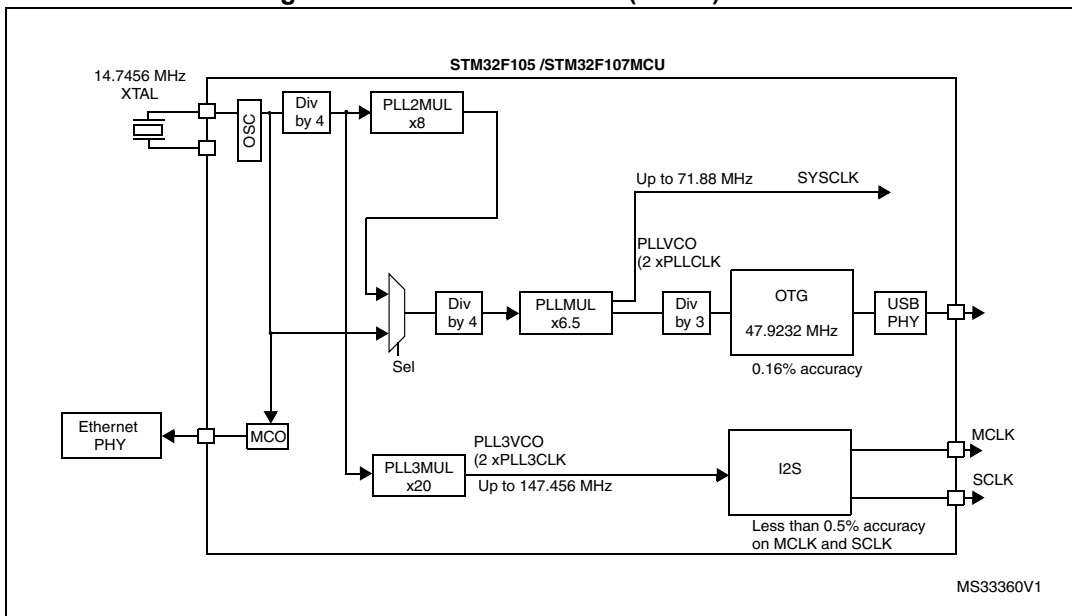 STM32F105 /STM32F107MCU
14.7456 MHz
XTAL
OSC
Div
by 4
PLL2MUL
x8
Up to 71.88 MHz
SYSCLK
PLLVCO
(2 xPLLCLK
Sel
Div
by 4
PLLMUL
x6.5
Div
by 3
OTG
47.9232 MHz
0.16% accuracy
USB
PHY
Ethernet
PHY
MCO
PLL3MUL
x20
PLL3VCO
(2 xPLL3CLK
Up to 147.456 MHz
I2S
Less than 0.5% accuracy
on MCLK and SCLK
MCLK
SCLK
MS33360V1